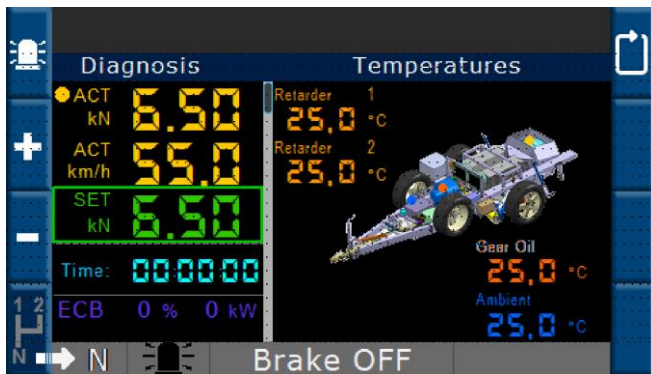 Diagnosis
Temperatures
ACT
kN
6.50
ACT
km/h
55.0
SET
kN
6.50
Time:
00:00:00
ECB 0 % 0 kW
Retarder 1
25,0 °C
Retarder 2
25,0 °C
Gear Oil
25,0 °C
Ambient
25,0 °C
+
-
1 2
N
N
Brake OFF